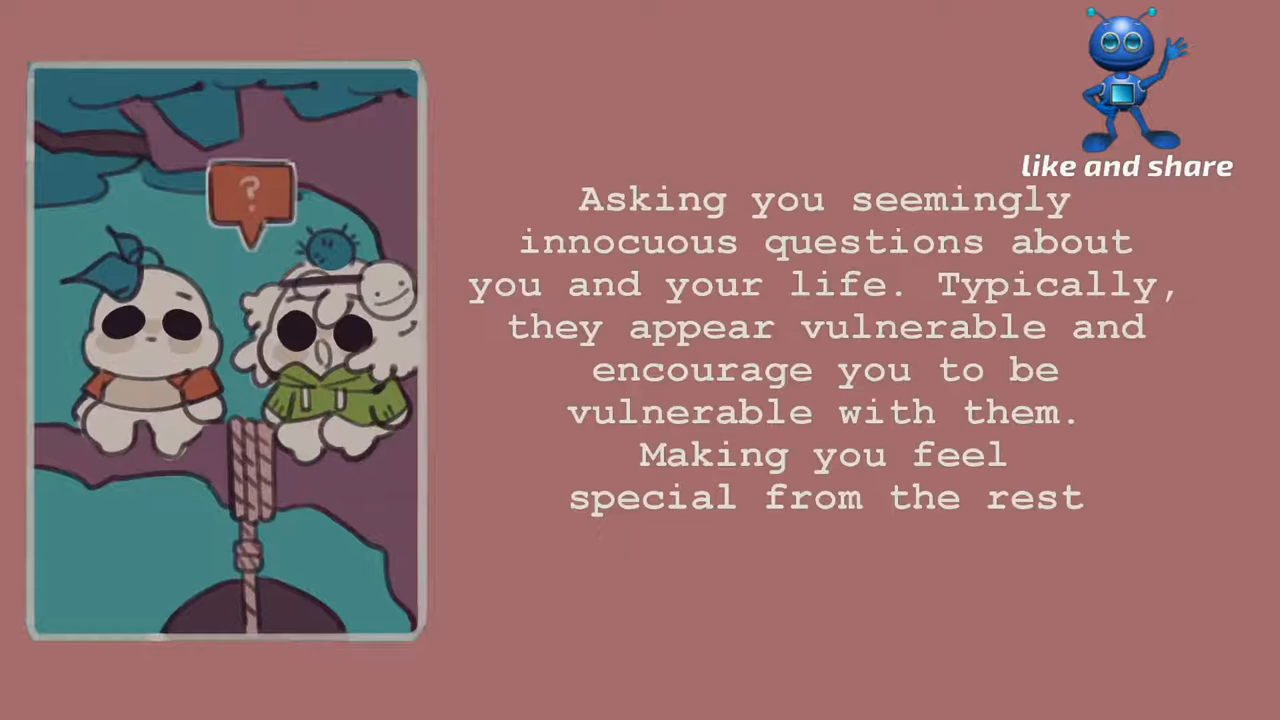 like and share
?
Asking you seemingly
innocuous questions about
you and your life. Typically,
they appear vulnerable and
encourage you to be
vulnerable with them.
Making you feel
special from the rest